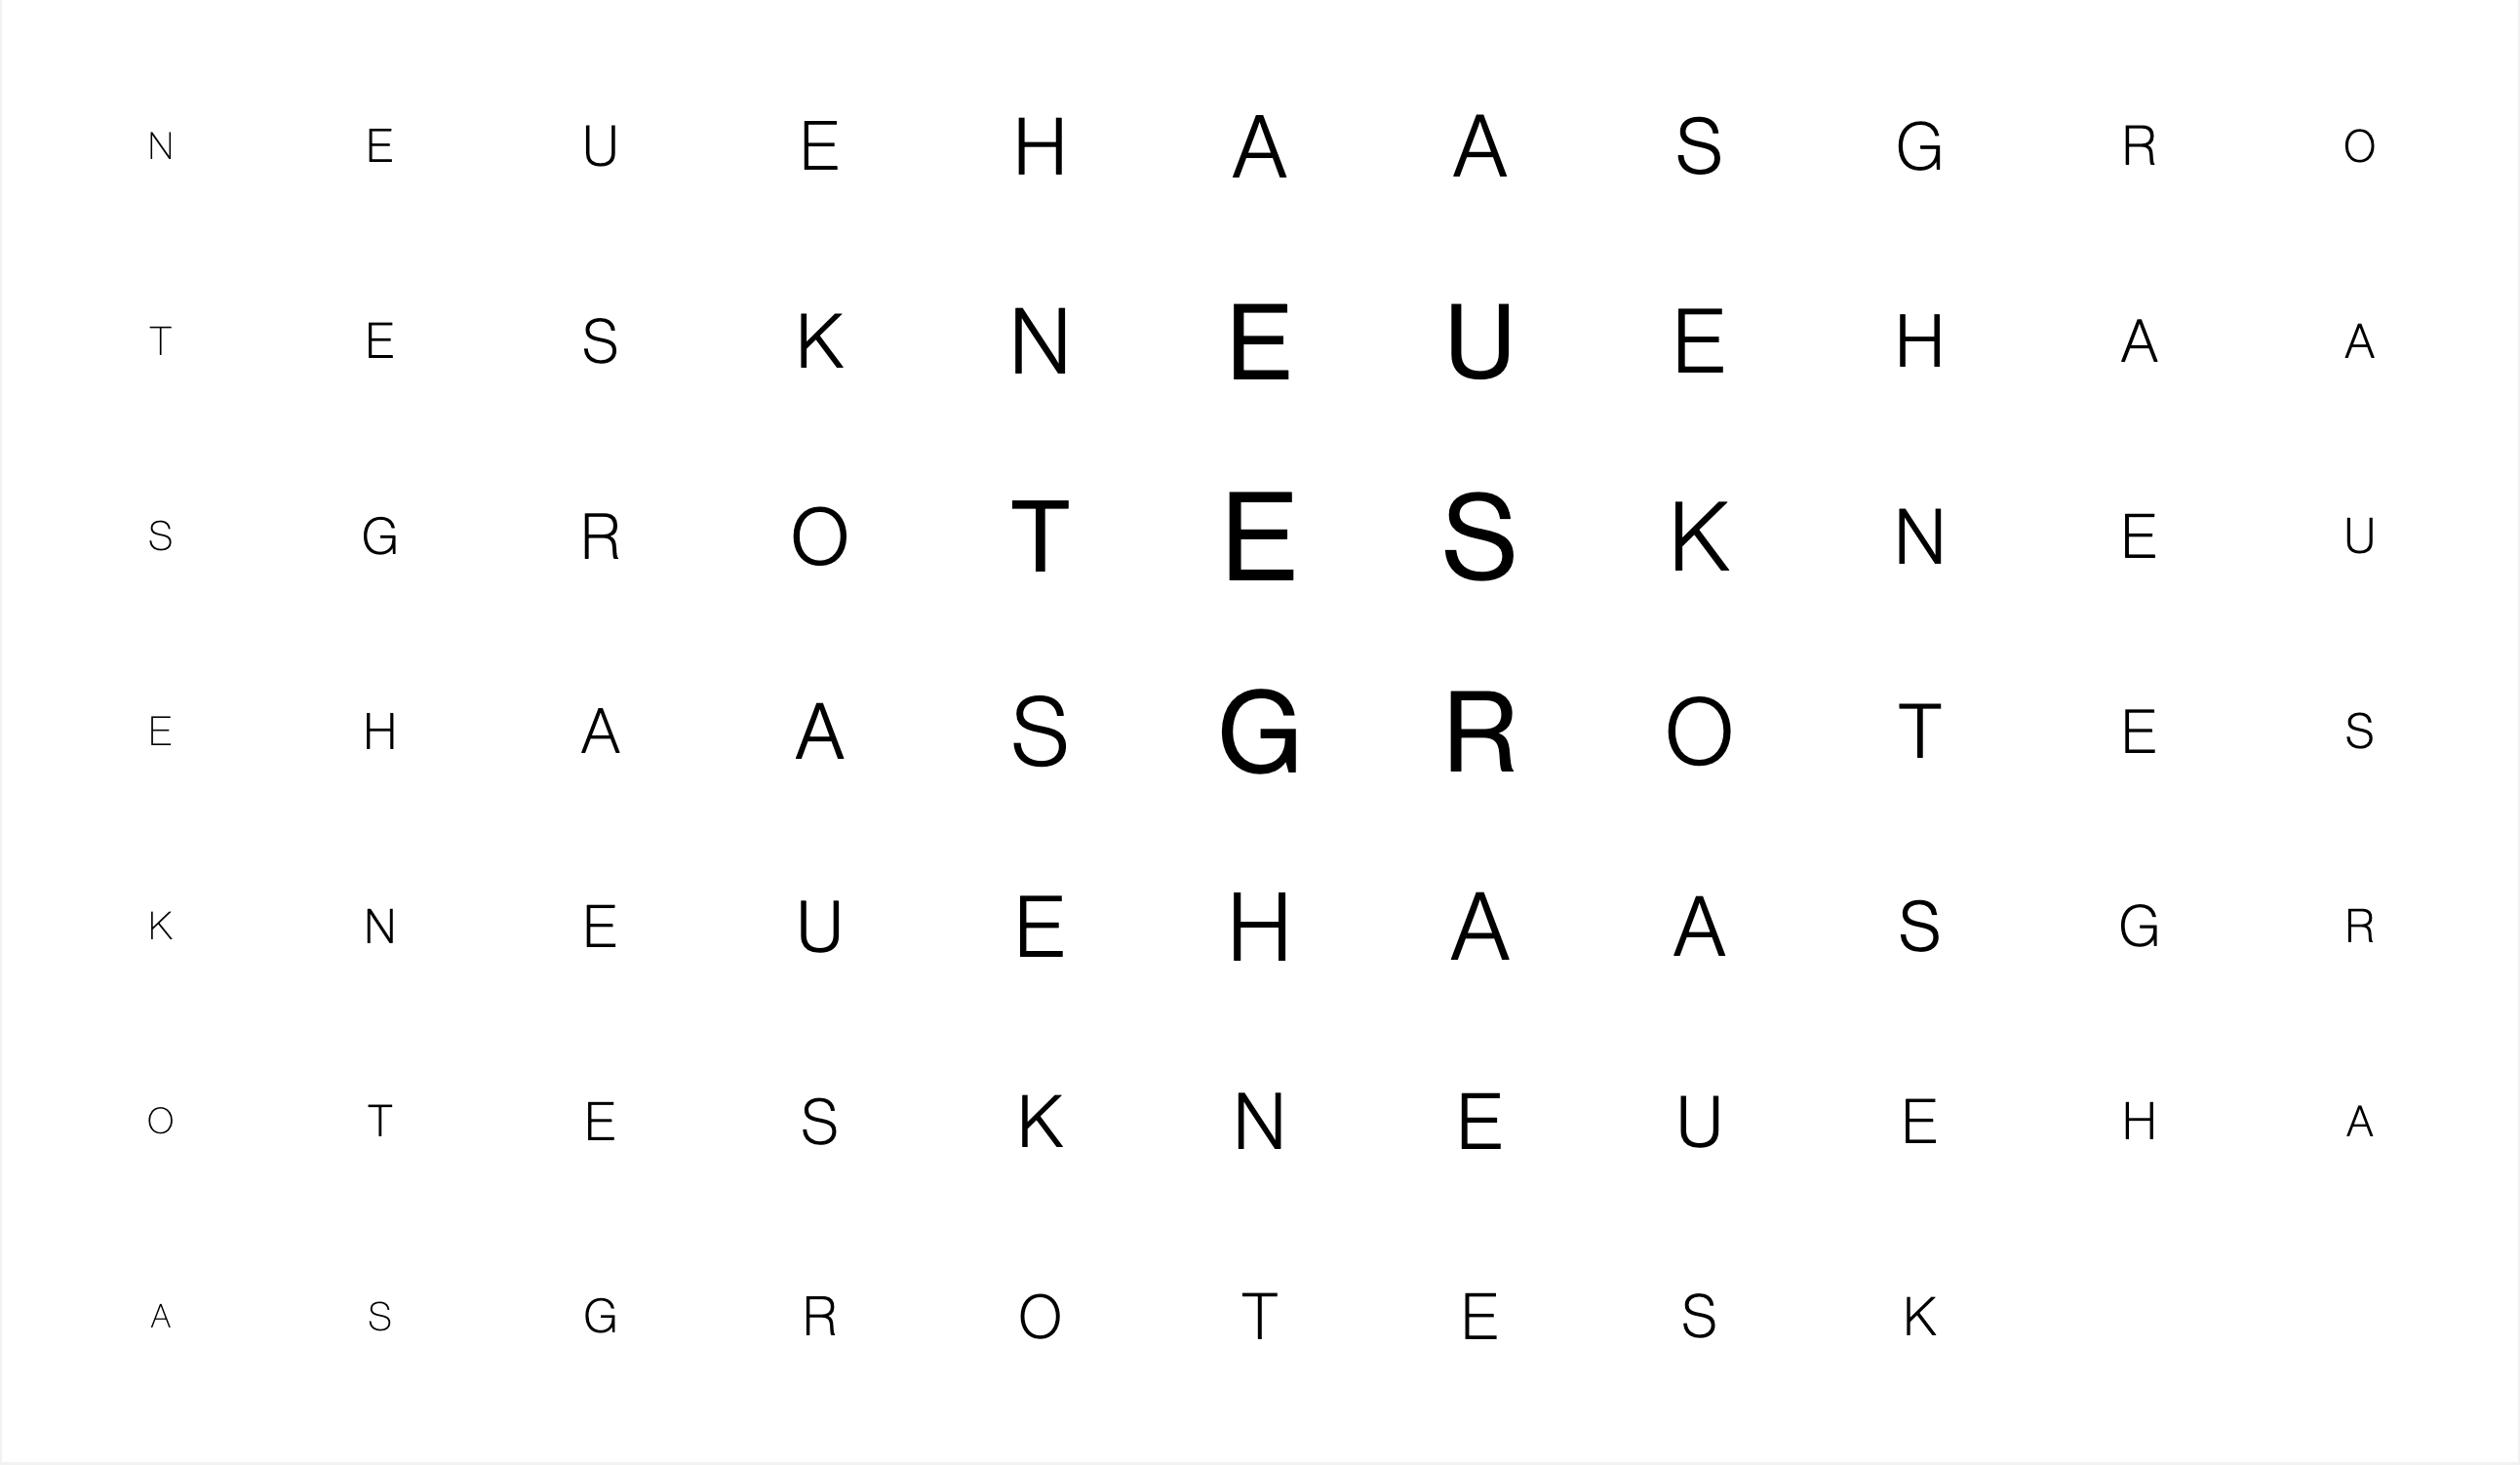 N E U E H A A S G R O
T E S K N E U E H A A
S G R O T E S K N E U
E H A A S G R O T E S
K N E U E H A A S G R
O T E S K N E U E H A
A S G R O T E S K